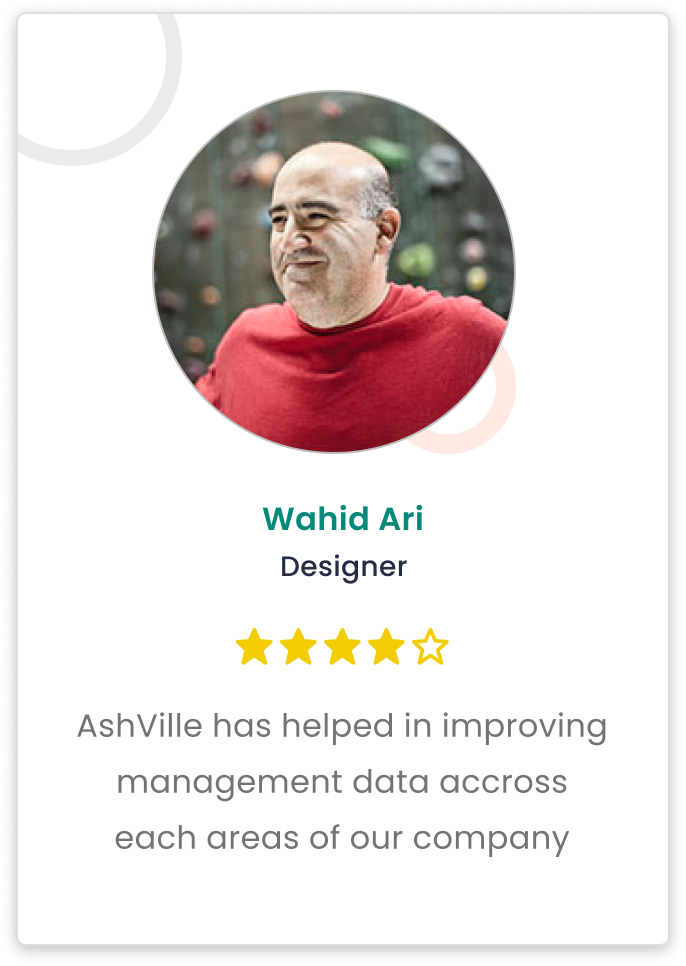 Wahid Ari
Designer
AshVille has helped in improving
management data accross
each areas of our company